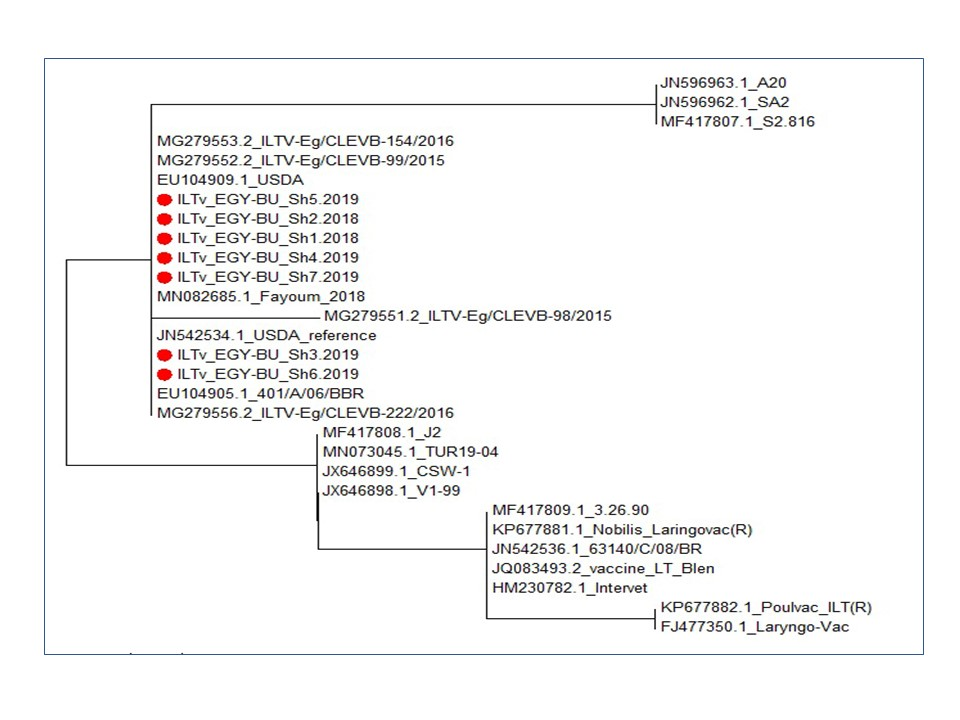 JN596963.1_A20
JN596962.1_SA2
MF417807.1_S2.816
MG279553.2_ILTV-Eg/CLEVB-154/2016
MG279552.2_ILTV-Eg/CLEVB-99/2015
EU104909.1_USDA
ILTv_EGY-BU_Sh5.2019
ILTv_EGY-BU_Sh2.2018
ILTv_EGY-BU_Sh1.2018
ILTv_EGY-BU_Sh4.2019
ILTv_EGY-BU_Sh7.2019
MN082685.1_Fayoum_2018
MG279551.2_ILTV-Eg/CLEVB-98/2015
JN542534.1_USDA_reference
ILTv_EGY-BU_Sh3.2019
ILTv_EGY-BU_Sh6.2019
EU104905.1_401/A/06/BBR
MG279556.2_ILTV-Eg/CLEVB-222/2016
MF417808.1_J2
MN073045.1_TUR19-04
JX646899.1_CSW-1
JX646898.1_V1-99
MF417809.1_3.26.90
KP677881.1_Nobilis_Laringovac(R)
JN542536.1_63140/C/08/BR
JQ083493.2_vaccine_LT_Blen
HM230782.1_Intervet
KP677882.1_Poulvac_ILT(R)
FJ477350.1_Laryngo-Vac